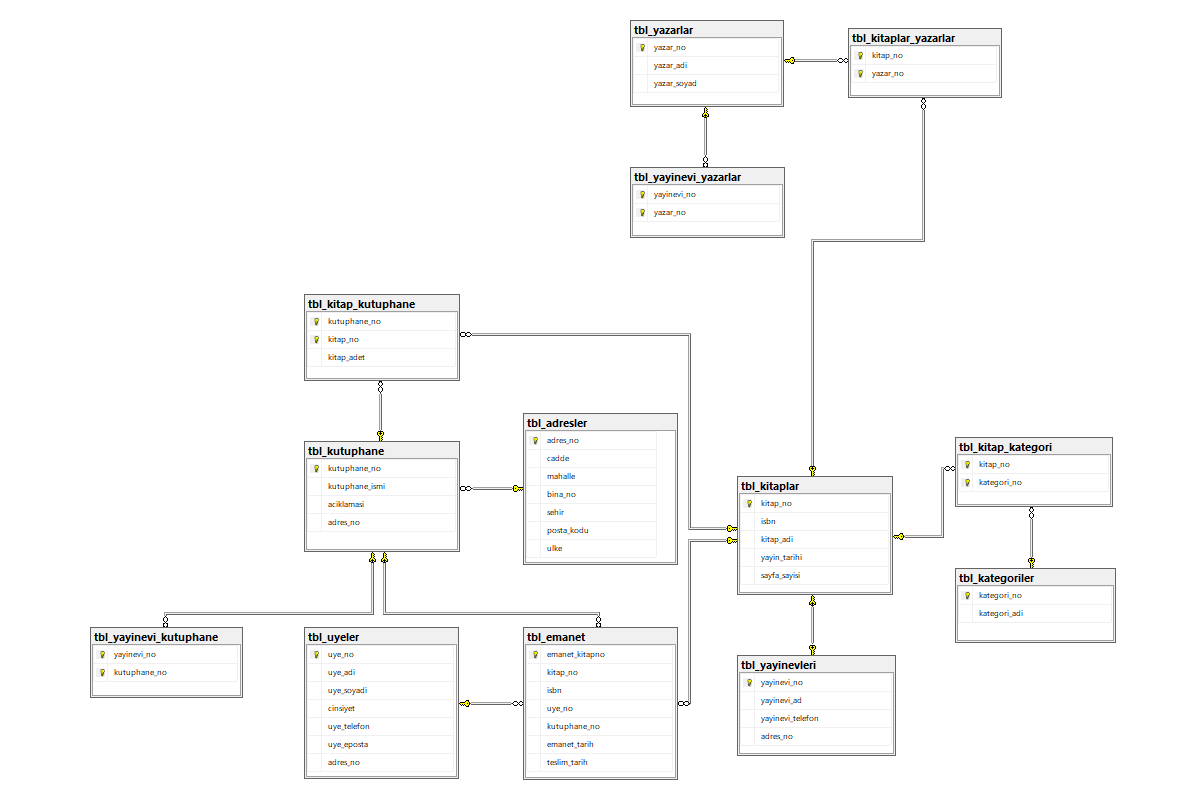 tbl_yazarlar
yazar_no
yazar_adi
yazar_soyad
tbl_kitaplar_yazarlar
kitap_no
yazar_no
tbl_yayinevi_yazarlar
yayinevi_no
yazar_no
tbl_kitap_kutuphane
kutuphane_no
kitap_no
kitap_adet
tbl_kutuphane
kutuphane_no
kutuphane_ismi
aciklamasi
adres_no
tbl_adresler
adres_no
cadde
mahalle
bina_no
sehir
posta_kodu
ulke
tbl_kitaplar
kitap_no
isbn
kitap_adi
yayin_tarihi
sayfa_sayisi
tbl_kitap_kategori
kitap_no
kategori_no
tbl_kategoriler
kategori_no
kategori_adi
tbl_yayinevi_kutuphane
yayinevi_no
kutuphane_no
tbl_uyeler
uye_no
uye_adi
uye_soyadi
cinsiyet
uye_telefon
uye_eposta
adres_no
tbl_emanet
emanet_kitapno
kitap_no
isbn
uye_no
kutuphane_no
emanet_tarih
teslim_tarih
tbl_yayinevleri
yayinevi_no
yayinevi_ad
yayinevi_telefon
adres_no